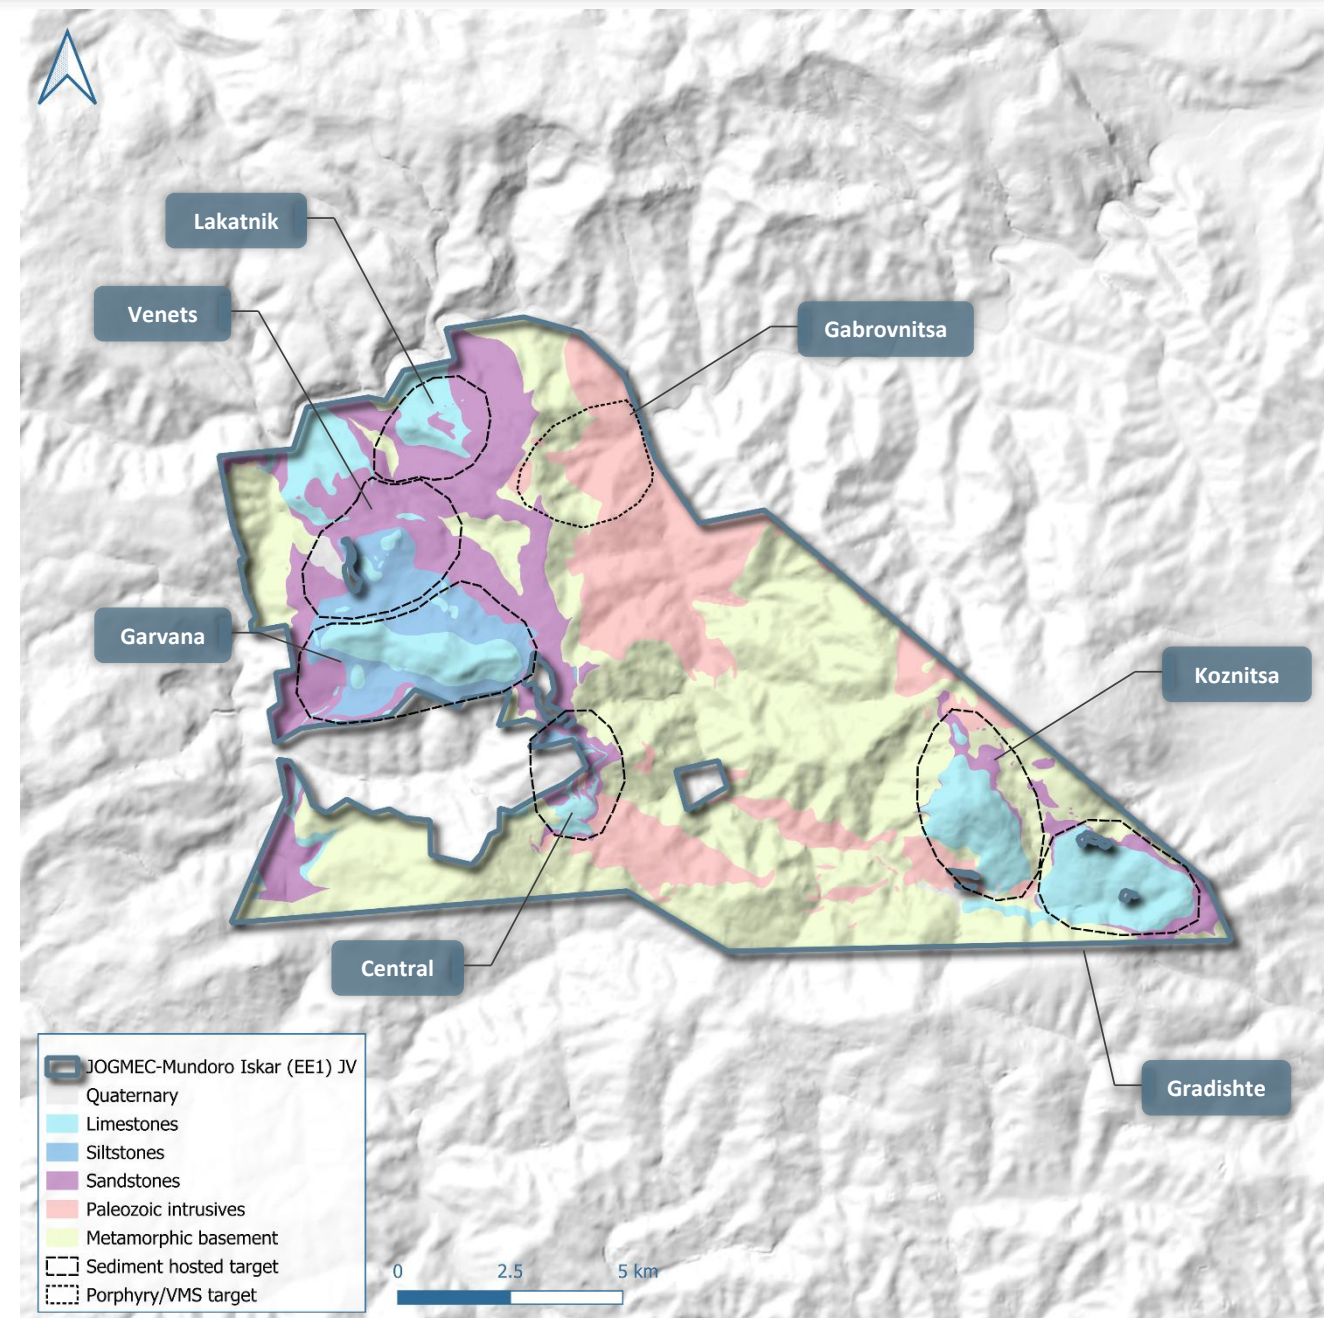 Lakatnik
Venets
Gabrovnitsa
Garvana
Koznitsa
Central
Gradishte
JOGMEC-Mundoro Iskar (EE1) JV
Quaternary
Limestones
Siltstones
Sandstones
Paleozoic intrusives
Metamorphic basement
Sediment hosted target
Porphyry/VMS target
0 2.5 5 km